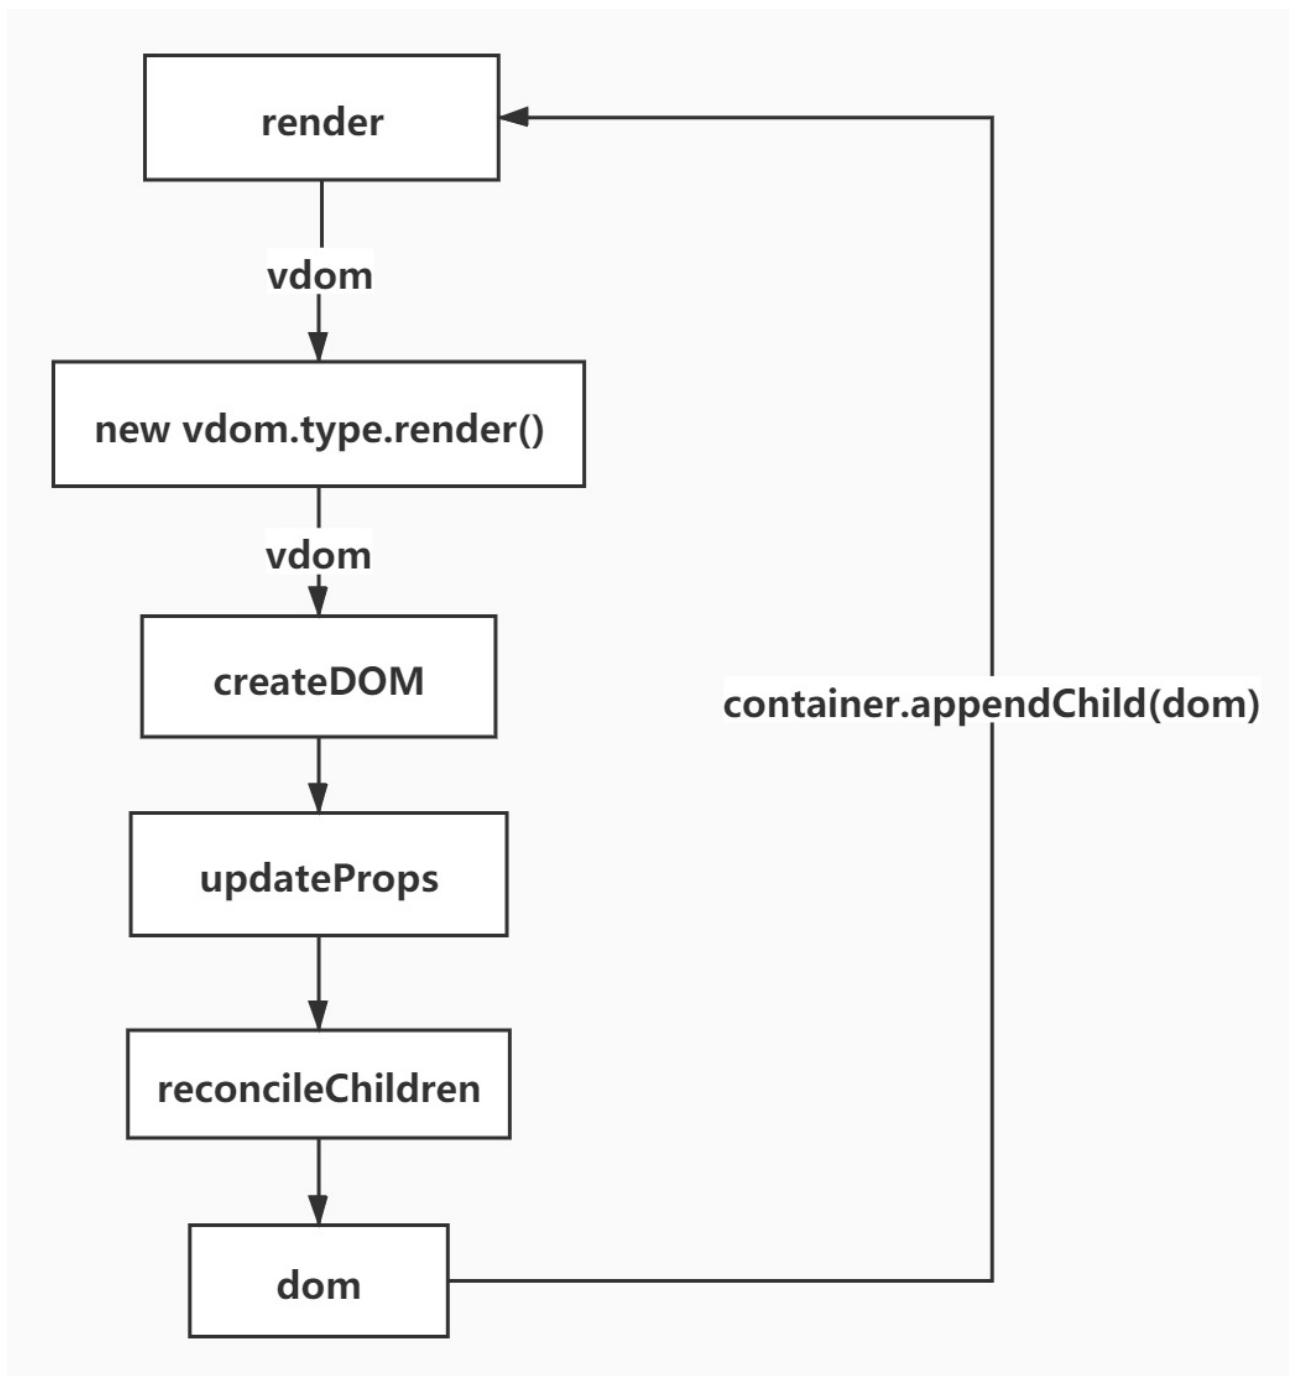 render
vdom
new vdom.type.render()
vdom
createDOM
container.appendChild(dom)
updateProps
reconcileChildren
dom